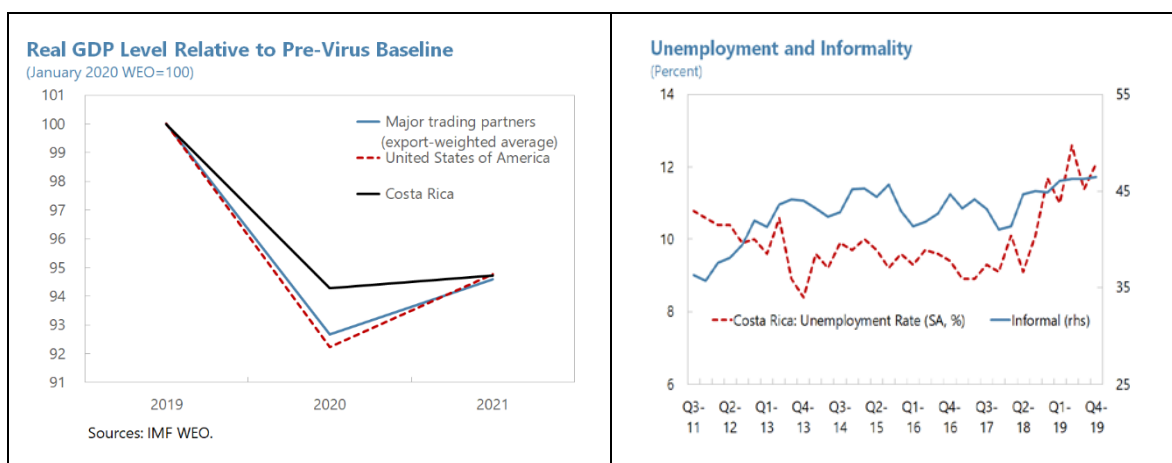 Real GDP Level Relative to Pre-Virus Baseline
(January 2020 WEO=100)
101
100
99
98
97
96
95
94
93
92
91
Major trading partners
(export-weighted average)
United States of America
Costa Rica
2019 2020 2021
Sources: IMF WEO.
Unemployment and Informality
(Percent)
14 55
12 45
10
8 35
6 25
Costa Rica: Unemployment Rate (SA, %) Informal (rhs)
Q3- Q2- Q1- Q4- Q3- Q2- Q1- Q4- Q3- Q2- Q1- Q4-
11 12 13 13 14 15 16 16 17 18 19 19